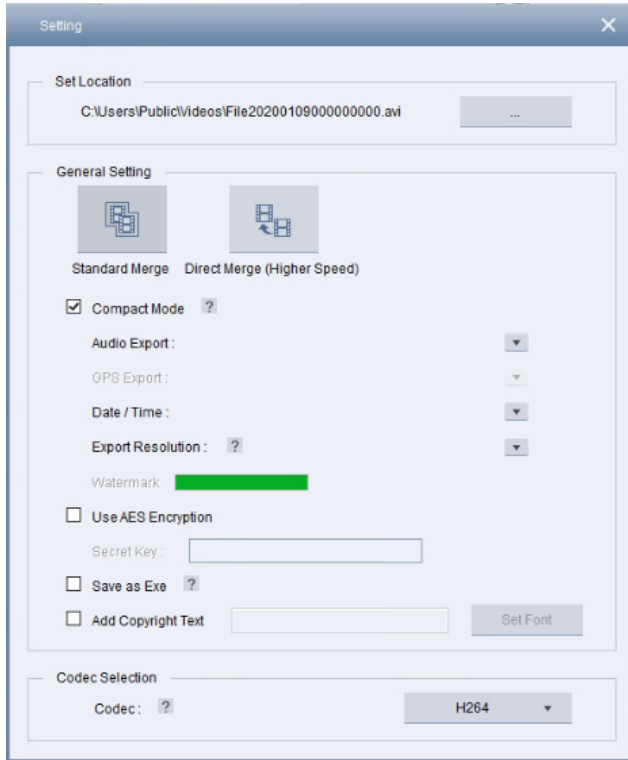 Setting
Set Location
C:\Users\Public\Videos\File20200109000000000.avi
...
General Setting
Standard Merge Direct Merge (Higher Speed)
Compact Mode ?
Audio Export :
GPS Export :
Date / Time :
Export Resolution : ?
Watermark
Use AES Encryption
Secret Key :
Save as Exe ?
Add Copyright Text Set Font
Codec Selection
Codec : ? H264